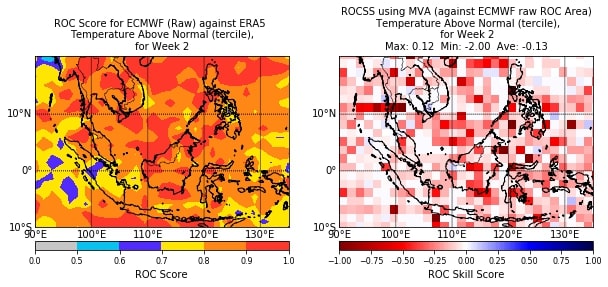 ROC Score for ECMWF (Raw) against ERA5
Temperature Above Normal (tercile),
for Week 2
10°N
0°
10°S
90°E 100°E 110°E 120°E 130°E
0.0 0.5 0.6 0.7 0.8 0.9 1.0
ROC Score
ROCSS using MVA (against ECMWF raw ROC Area)
Temperature Above Normal (tercile),
for Week 2
Max: 0.12 Min: -2.00 Ave: -0.13
10°N
0°
10°S
90°E 100°E 110°E 120°E 130°E
−1.00 −0.75 −0.50 −0.25 0.00 0.25 0.50 0.75 1.00
ROC Skill Score